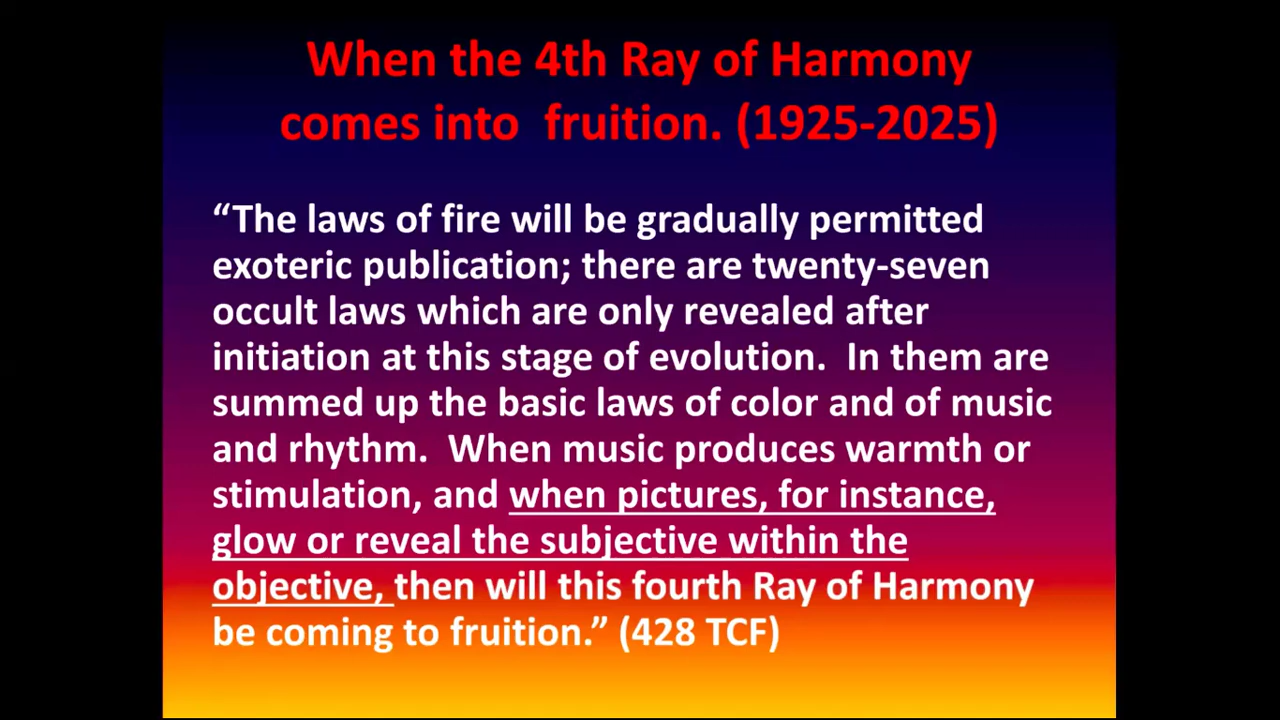 When the 4th Ray of Harmony
comes into  fruition. (1925-2025)
“The laws of fire will be gradually permitted
exoteric publication; there are twenty-seven
occult laws which are only revealed after
initiation at this stage of evolution.  In them are
summed up the basic laws of color and of music
and rhythm.  When music produces warmth or
stimulation, and when pictures, for instance,
glow or reveal the subjective within the
objective, then will this fourth Ray of Harmony
be coming to fruition.” (428 TCF)